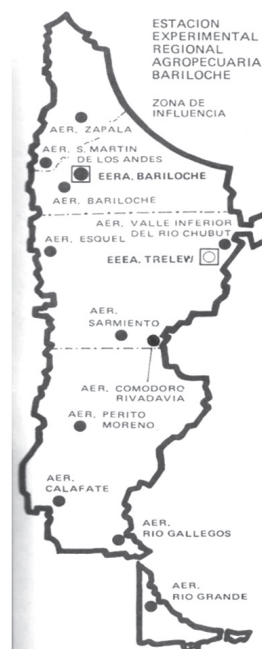 ESTACION
EXPERIMENTAL
REGIONAL
AGROPECUARIA
BARILOCHE
ZONA DE
INFLUENCIA
AER, ZAPALA
AER, S. MARTIN
DE LOS ANDES
EERA, BARILOCHE
AER, BARILOCHE
AER, VALLE INFERIOR
DEL RIO CHUBUT
AER, ESQUEL
EEEA, TRELEW
AER,
SARMIENTO
AER, COMODORO
RIVADAVIA
AER, PERITO
MORENO
AER,
CALAFATE
AER,
RIO GALLEGOS
AER,
RIO GRANDE